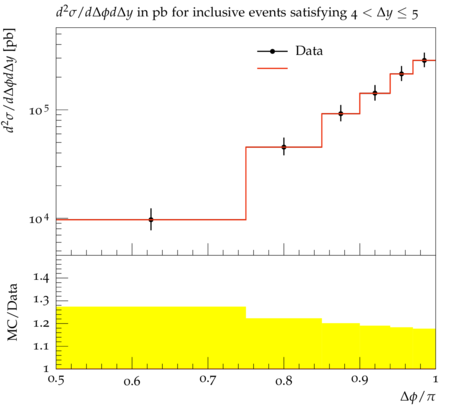 d²σ/dΔϕdΔy in pb for inclusive events satisfying 4 < Δy ≤ 5
d²σ/dΔϕdΔy [pb]
Data
10⁵
10⁴
MC/Data
1.4
1.3
1.2
1.1
1
0.5 0.6 0.7 0.8 0.9 1
Δϕ/π